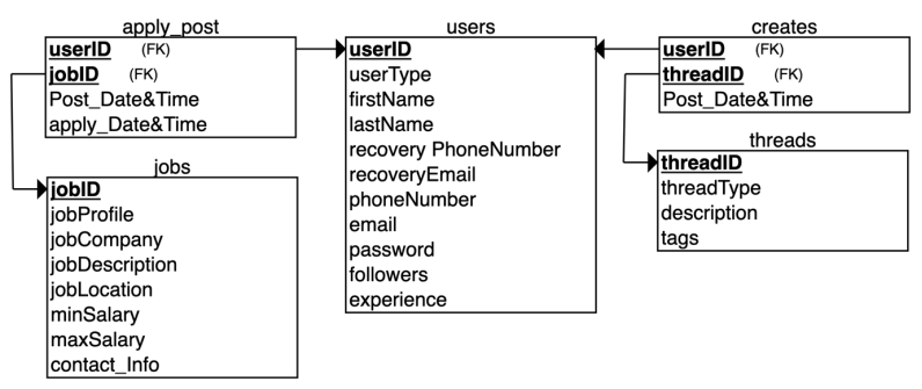 apply_post
userID (FK)
jobID (FK)
Post_Date&Time
apply_Date&Time
jobs
jobID
jobProfile
jobCompany
jobDescription
jobLocation
minSalary
maxSalary
contact_Info
users
userID
userType
firstName
lastName
recovery PhoneNumber
recoveryEmail
phoneNumber
email
password
followers
experience
creates
userID (FK)
threadID (FK)
Post_Date&Time
threads
threadID
threadType
description
tags